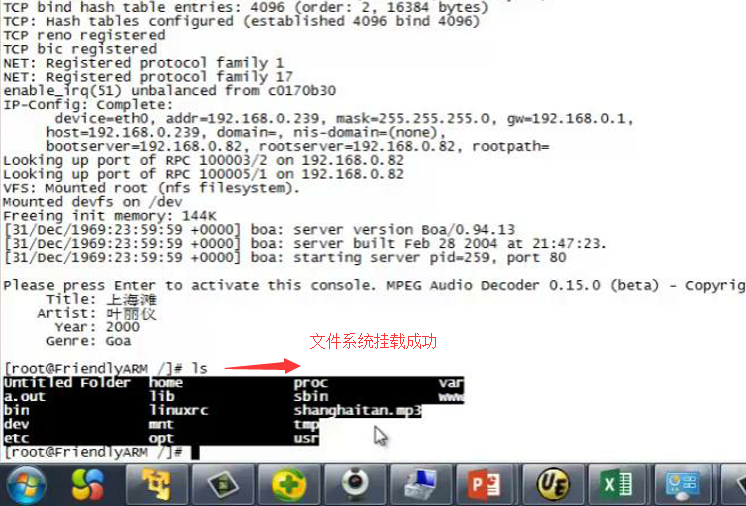 TCP bind hash table entries: 4096 (order: 2, 16384 bytes)
TCP: Hash tables configured (established 4096 bind 4096)
TCP reno registered
TCP bic registered
NET: Registered protocol family 1
NET: Registered protocol family 17
enable_irq(51) unbalanced from c0170b30
IP-Config: Complete:
device=eth0, addr=192.168.0.239, mask=255.255.255.0, gw=192.168.0.1,
host=192.168.0.239, domain=, nis-domain=(none),
bootserver=192.168.0.82, rootserver=192.168.0.82, rootpath=
Looking up port of RPC 100003/2 on 192.168.0.82
Looking up port of RPC 100005/1 on 192.168.0.82
VFS: Mounted root (nfs filesystem).
Mounted devfs on /dev
Freeing init memory: 144K
[31/Dec/1969:23:59:59 +0000] boa: server version Boa/0.94.13
[31/Dec/1969:23:59:59 +0000] boa: server built Feb 28 2004 at 21:47:23.
[31/Dec/1969:23:59:59 +0000] boa: starting server pid=259, port 80
Please press Enter to activate this console. MPEG Audio Decoder 0.15.0 (beta) - Copyrig
Title: 上海滩
Artist: 叶丽仪
Year: 2000
Genre: Goa
文件系统挂载成功
[root@FriendlyARM /]# ls
Untitled Folder home proc var
a.out lib sbin www
bin linuxrc shanghaitan.mp3
dev mnt tmp
etc opt usr
[root@FriendlyARM /]#